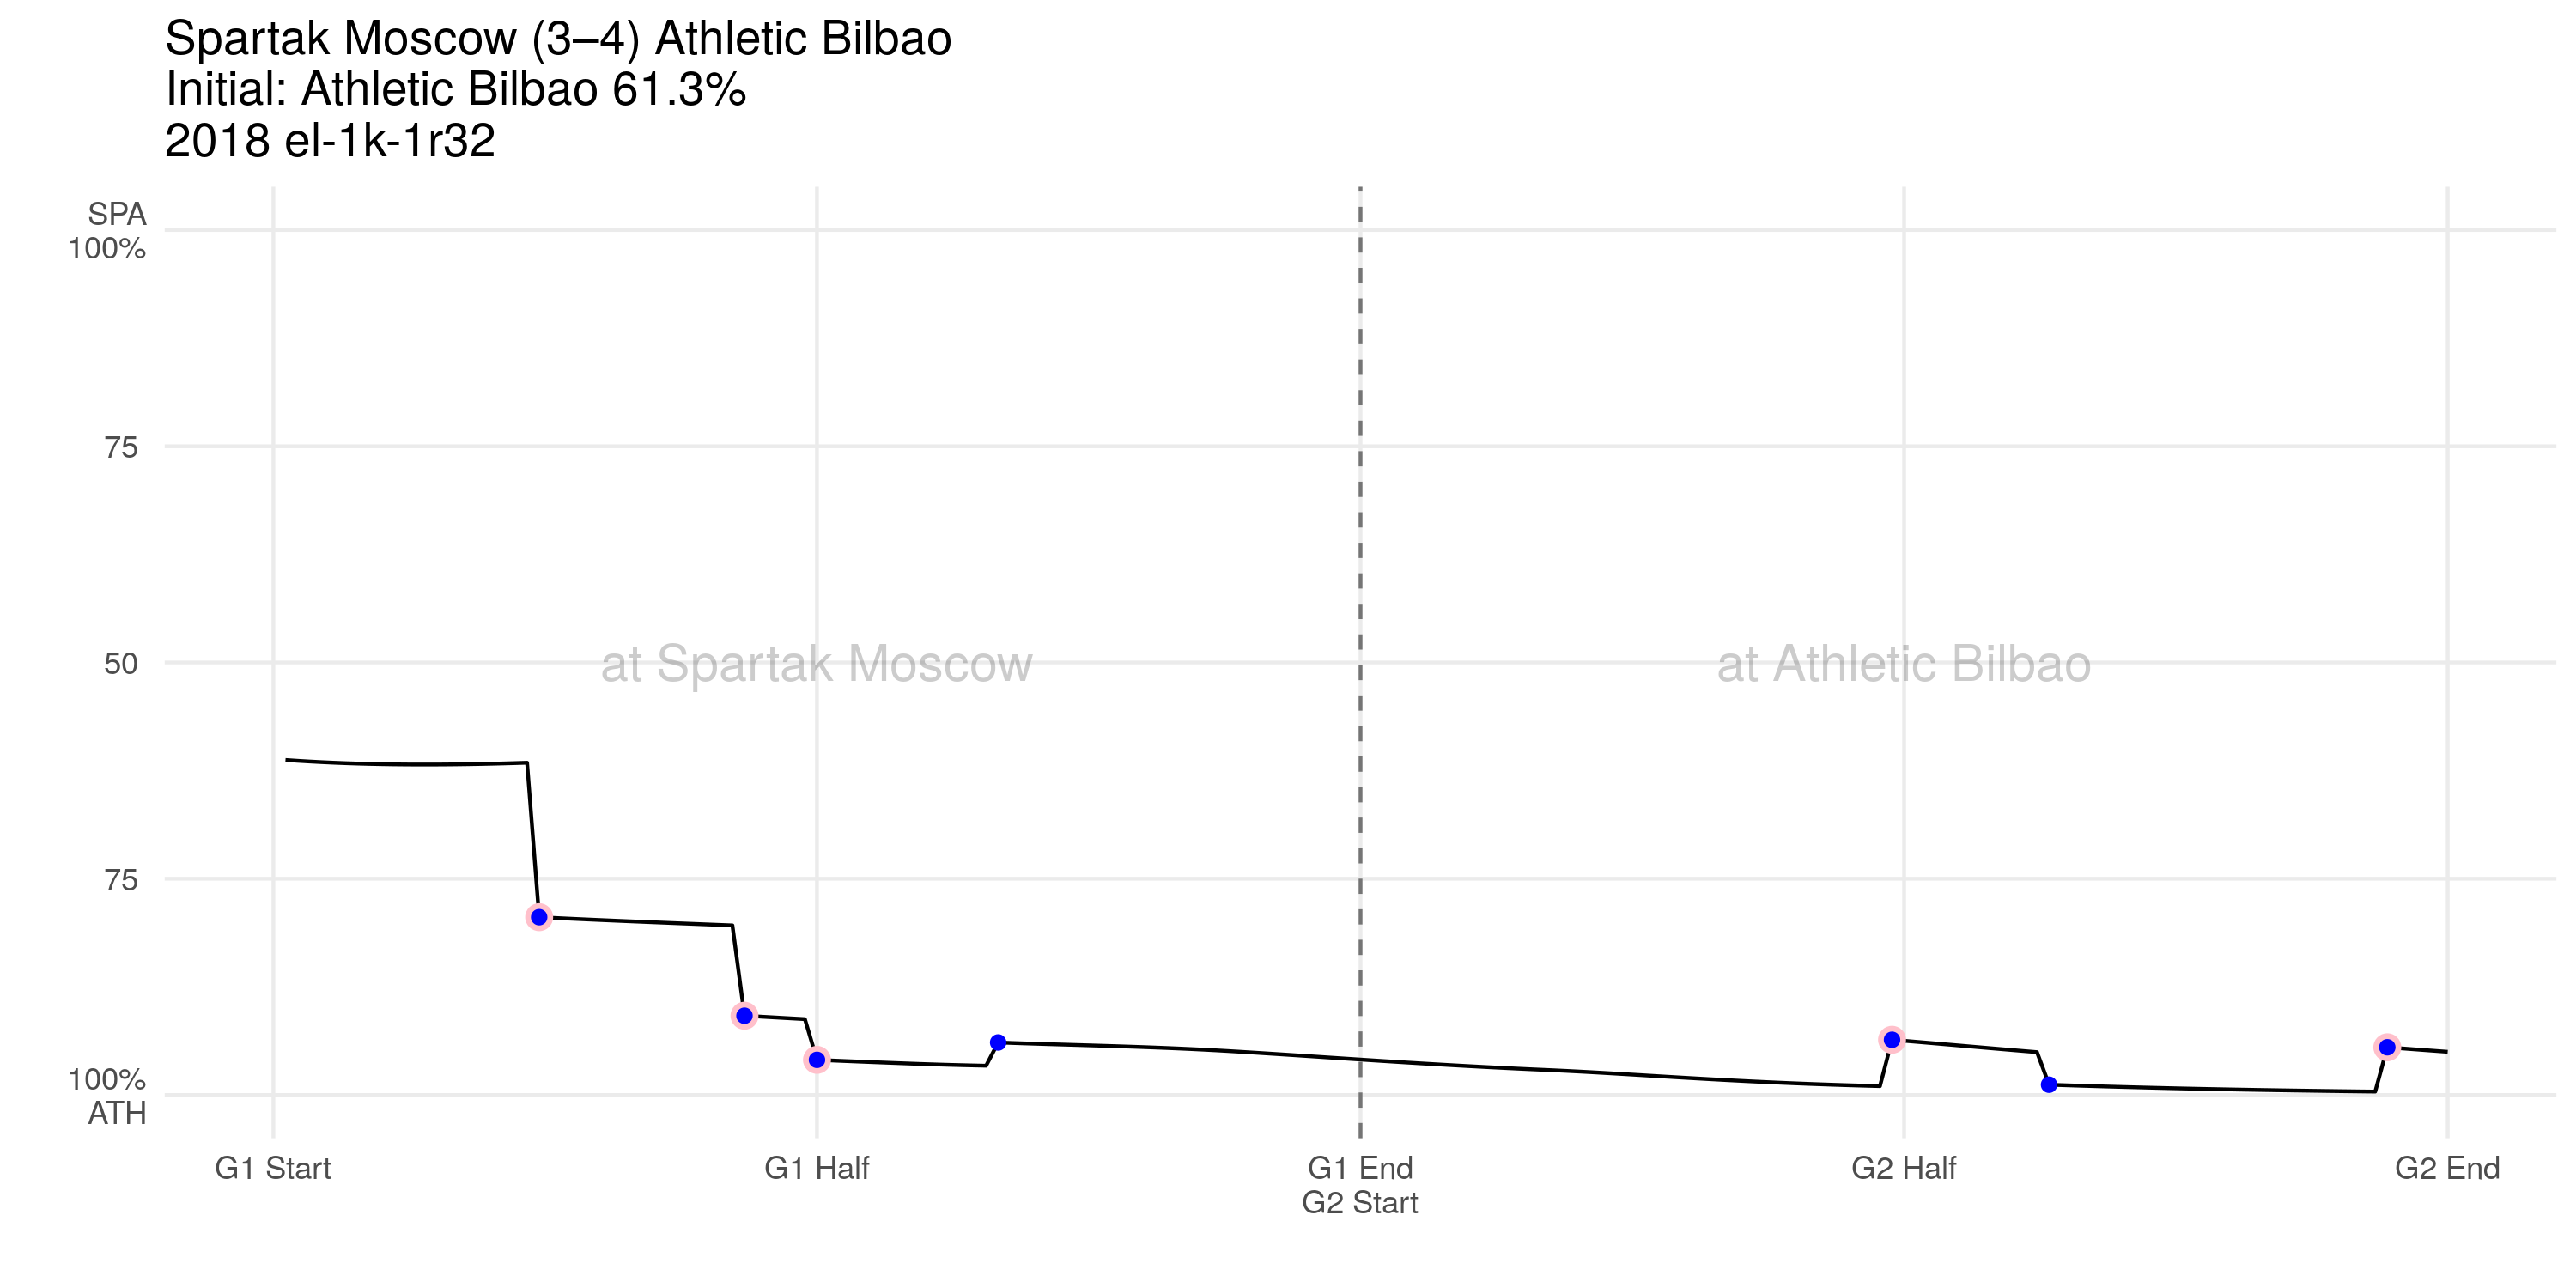 Spartak Moscow (3–4) Athletic Bilbao
Initial: Athletic Bilbao 61.3%
2018 el-1k-1r32
SPA
100%
75
50
75
100%
ATH
at Spartak Moscow
at Athletic Bilbao
G1 Start
G1 Half
G1 End
G2 Start
G2 Half
G2 End